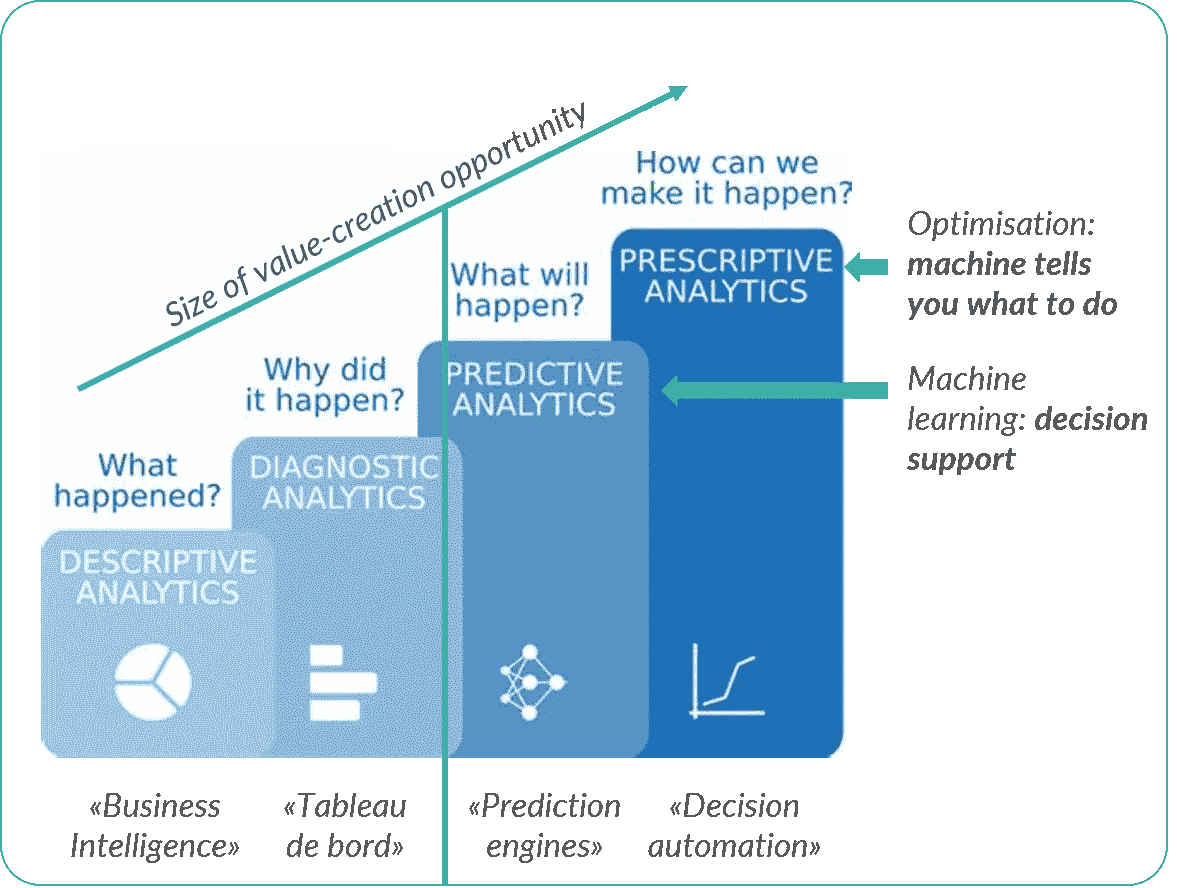 Size of value-creation opportunity
How can we
make it happen?
What will
happen?
Why did
it happen?
What
happened?
PRESCRIPTIVE
ANALYTICS
PREDICTIVE
ANALYTICS
DIAGNOSTIC
ANALYTICS
DESCRIPTIVE
ANALYTICS
Optimisation:
machine tells
you what to do
Machine
learning: decision
support
«Business
Intelligence»
«Tableau
de bord»
«Prediction
engines»
«Decision
automation»